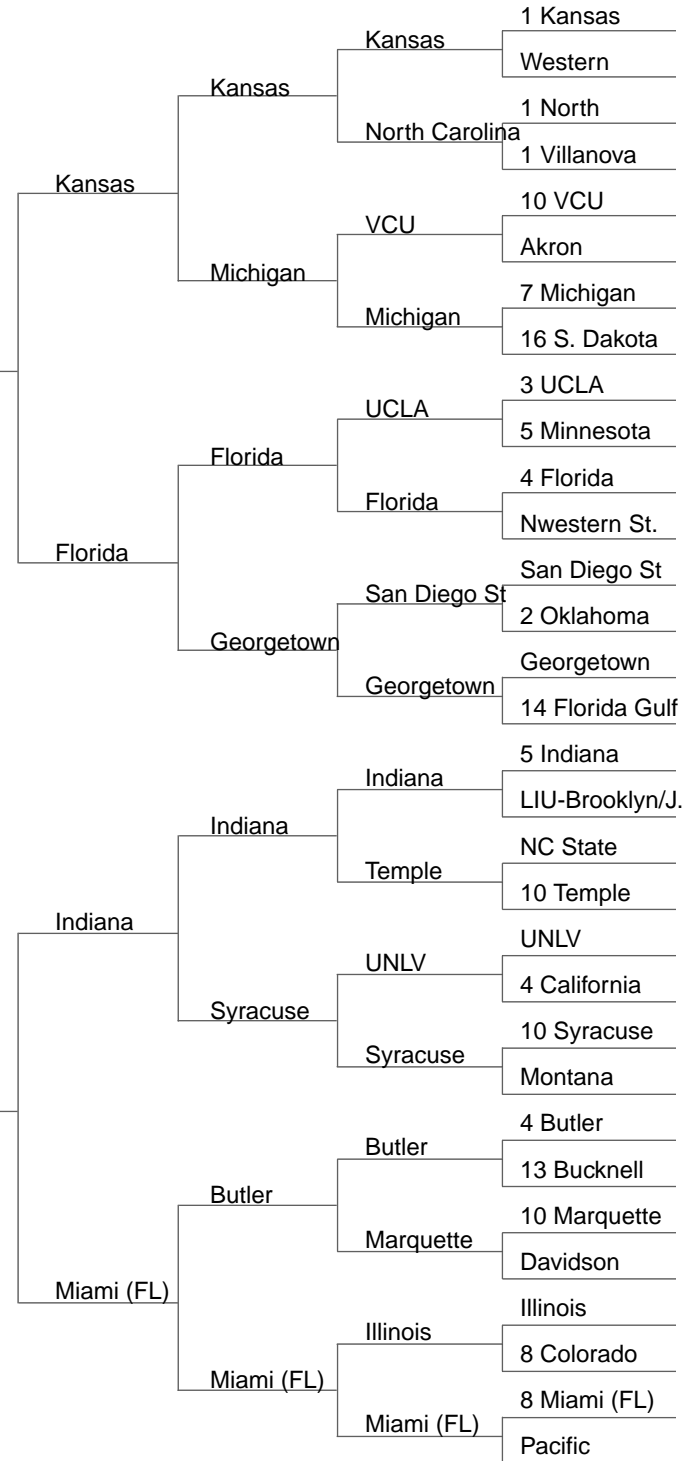 1 Kansas
Kansas
Western
Kansas
1 North
North Carolina
1 Villanova
Kansas
10 VCU
VCU
Akron
Michigan
7 Michigan
Michigan
16 S. Dakota
3 UCLA
UCLA
5 Minnesota
Florida
4 Florida
Florida
Nwestern St.
Florida
San Diego St
San Diego St
2 Oklahoma
Georgetown
Georgetown
Georgetown
14 Florida Gulf
5 Indiana
Indiana
LIU-Brooklyn/J.
Indiana
NC State
Temple
10 Temple
Indiana
UNLV
UNLV
4 California
Syracuse
10 Syracuse
Syracuse
Montana
4 Butler
Butler
13 Bucknell
Butler
10 Marquette
Marquette
Davidson
Miami (FL)
Illinois
Illinois
8 Colorado
Miami (FL)
8 Miami (FL)
Miami (FL)
Pacific